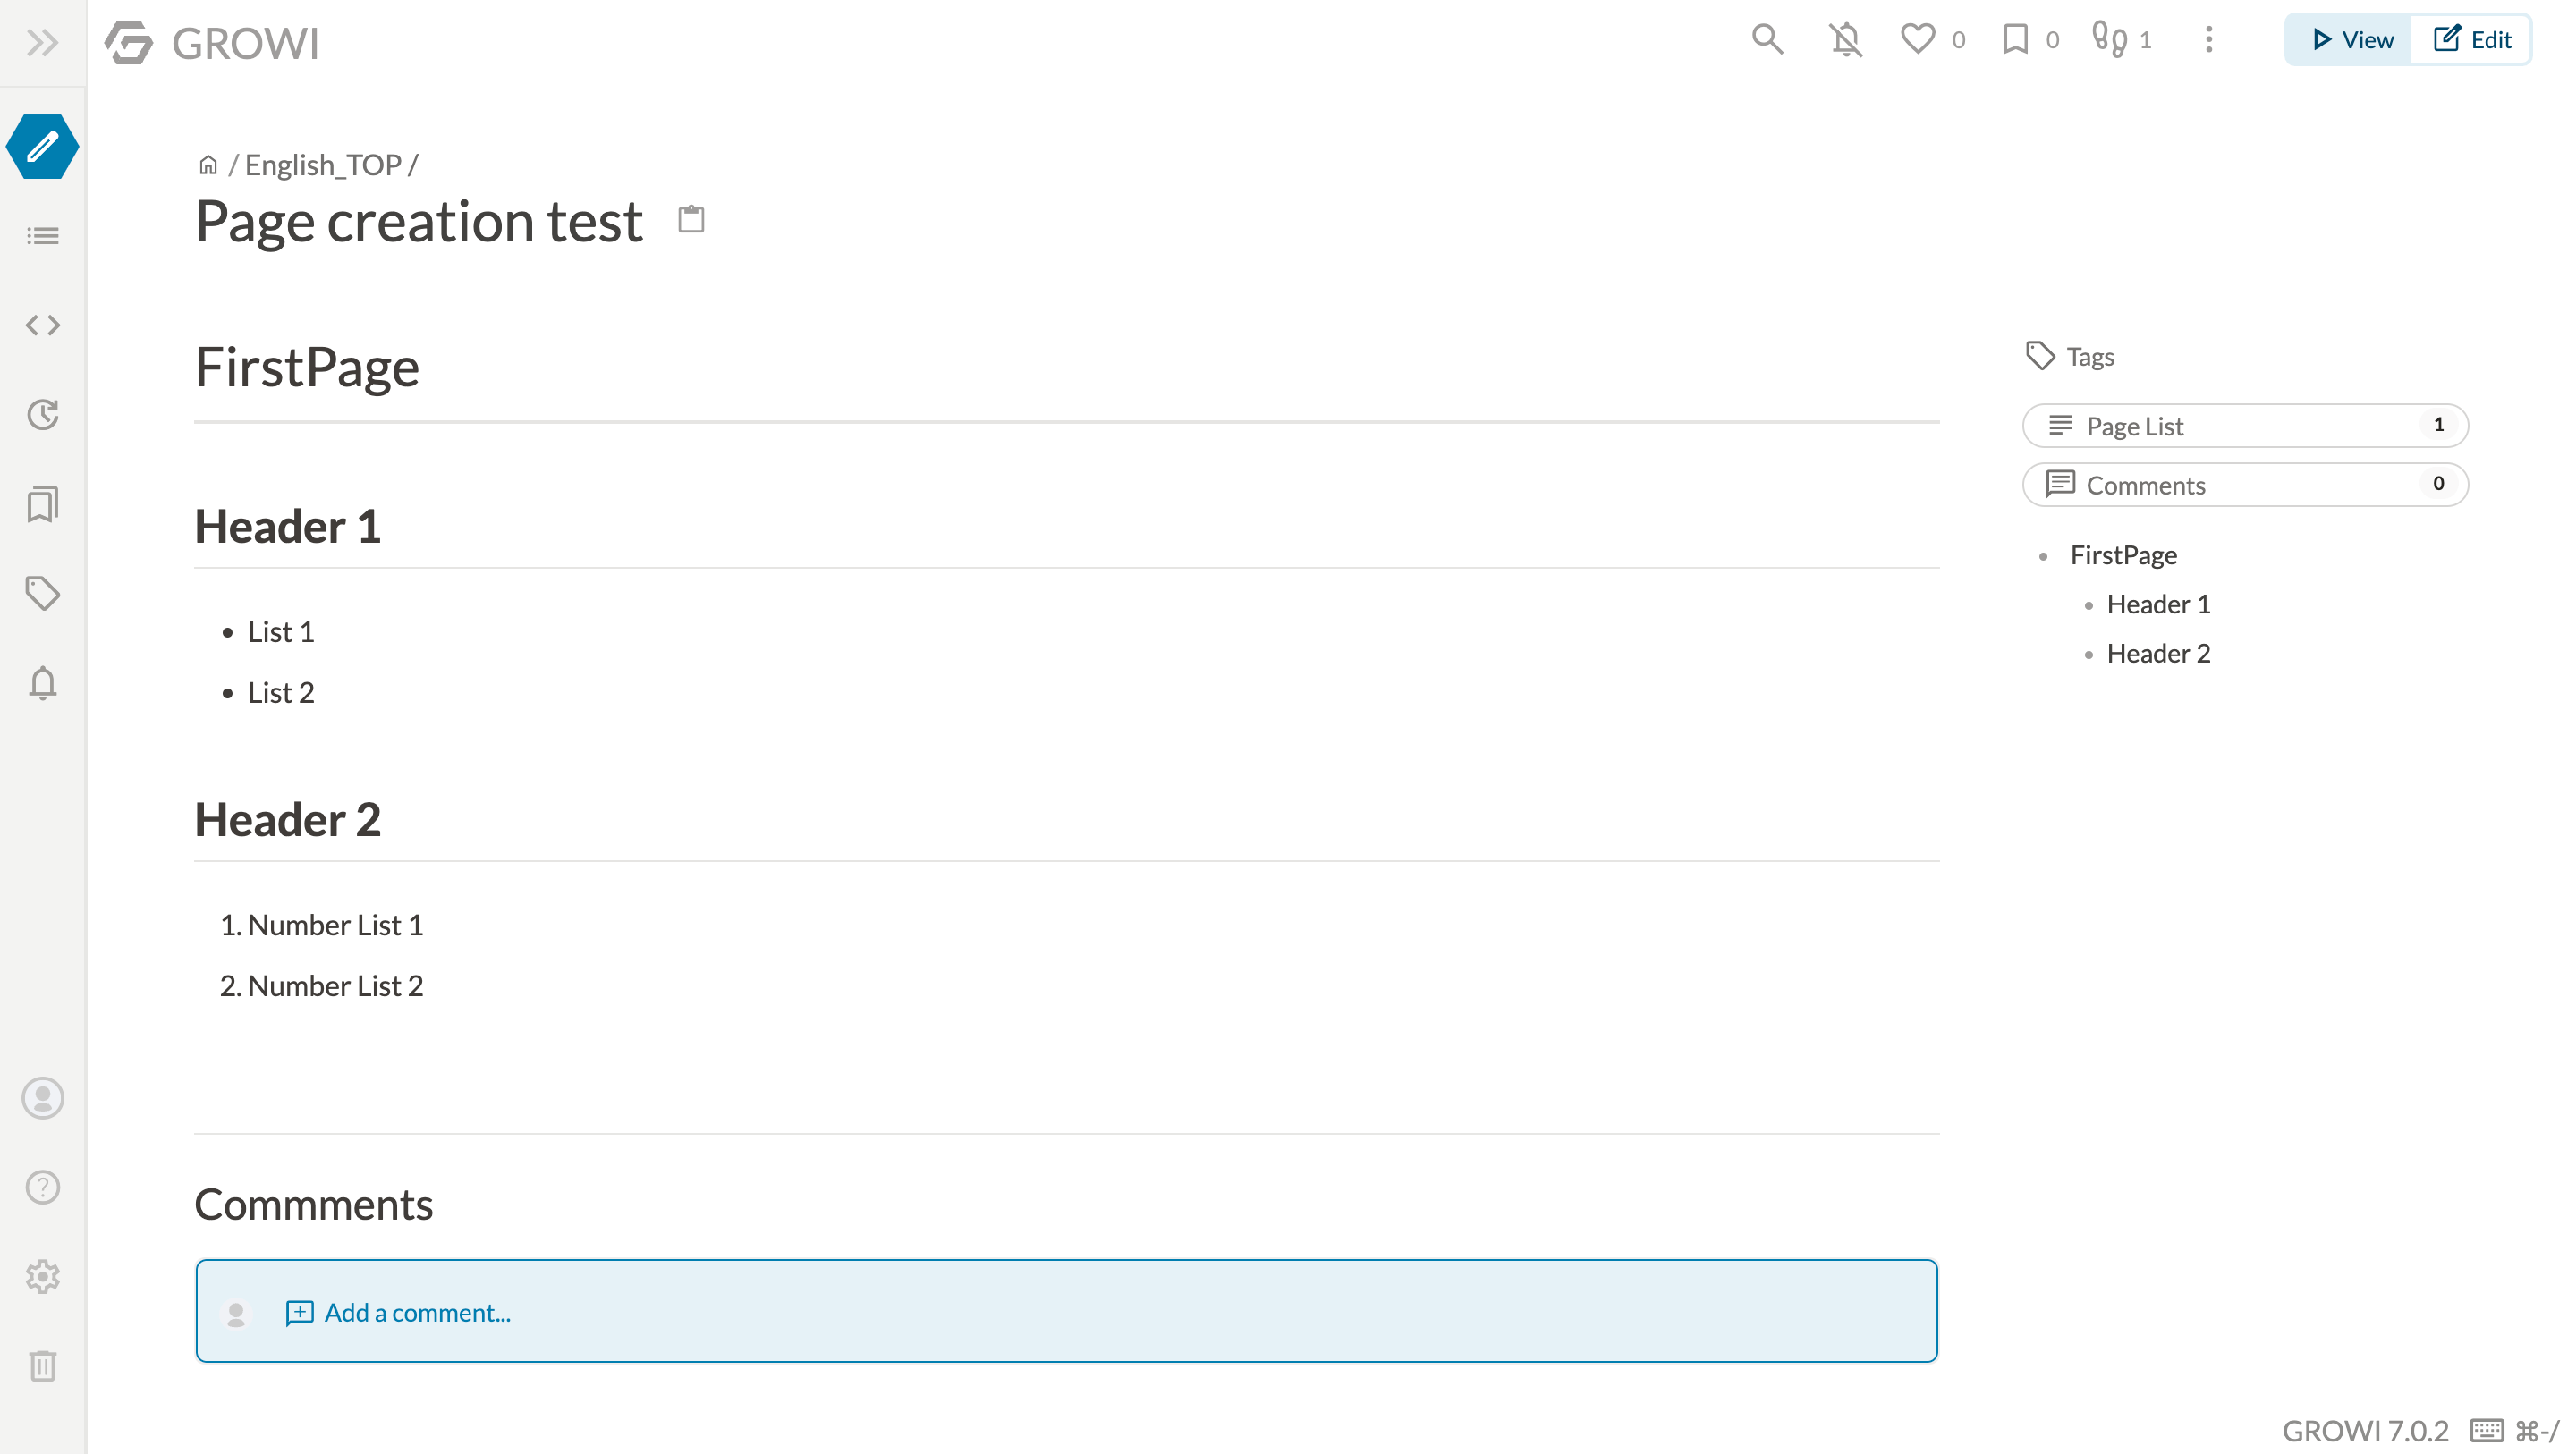 GROWI
0
0
1
View
Edit
/ English_TOP /
Page creation test
FirstPage
Header 1
• List 1
• List 2
Header 2
1. Number List 1
2. Number List 2
Commments
Add a comment...
Tags
Page List 1
Comments 0
• FirstPage
• Header 1
• Header 2
GROWI 7.0.2 ⌘-/